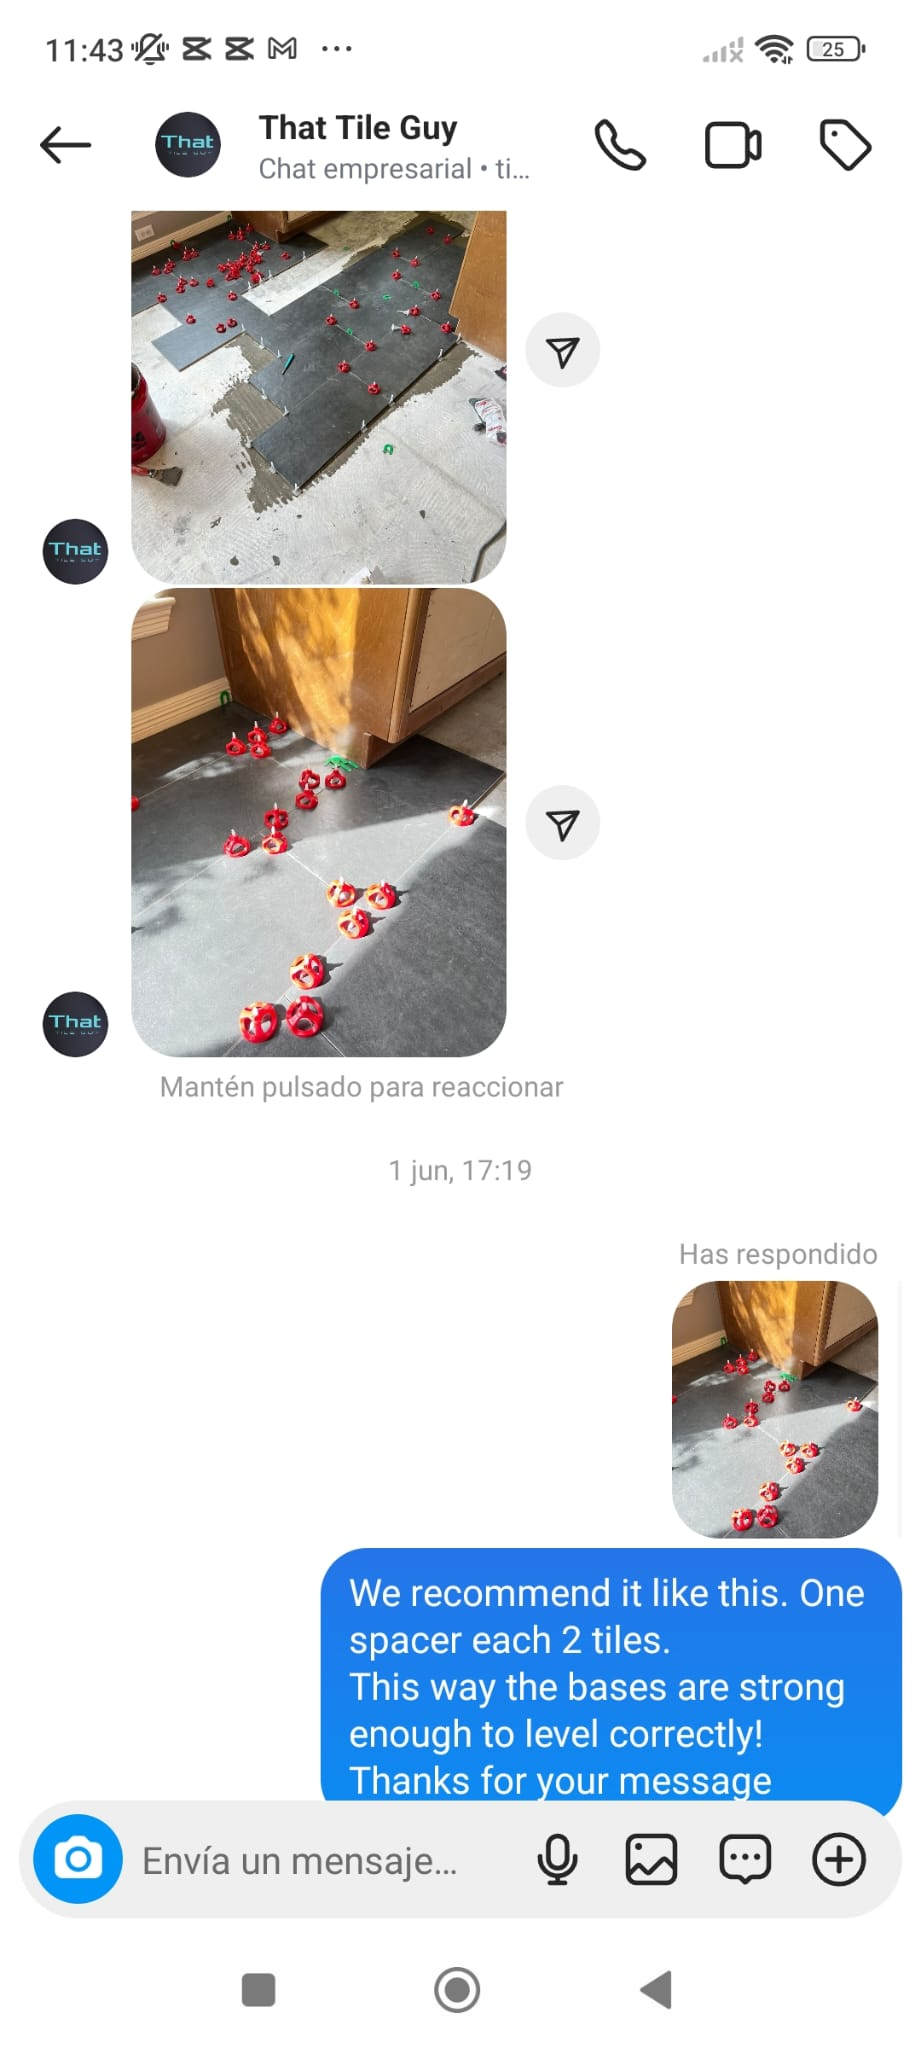 11:43
25
That
That Tile Guy
Chat empresarial • ti...
That
That
Mantén pulsado para reaccionar
1 jun, 17:19
Has respondido
We recommend it like this. One
spacer each 2 tiles.
This way the bases are strong
enough to level correctly!
Thanks for your message
Envía un mensaje...